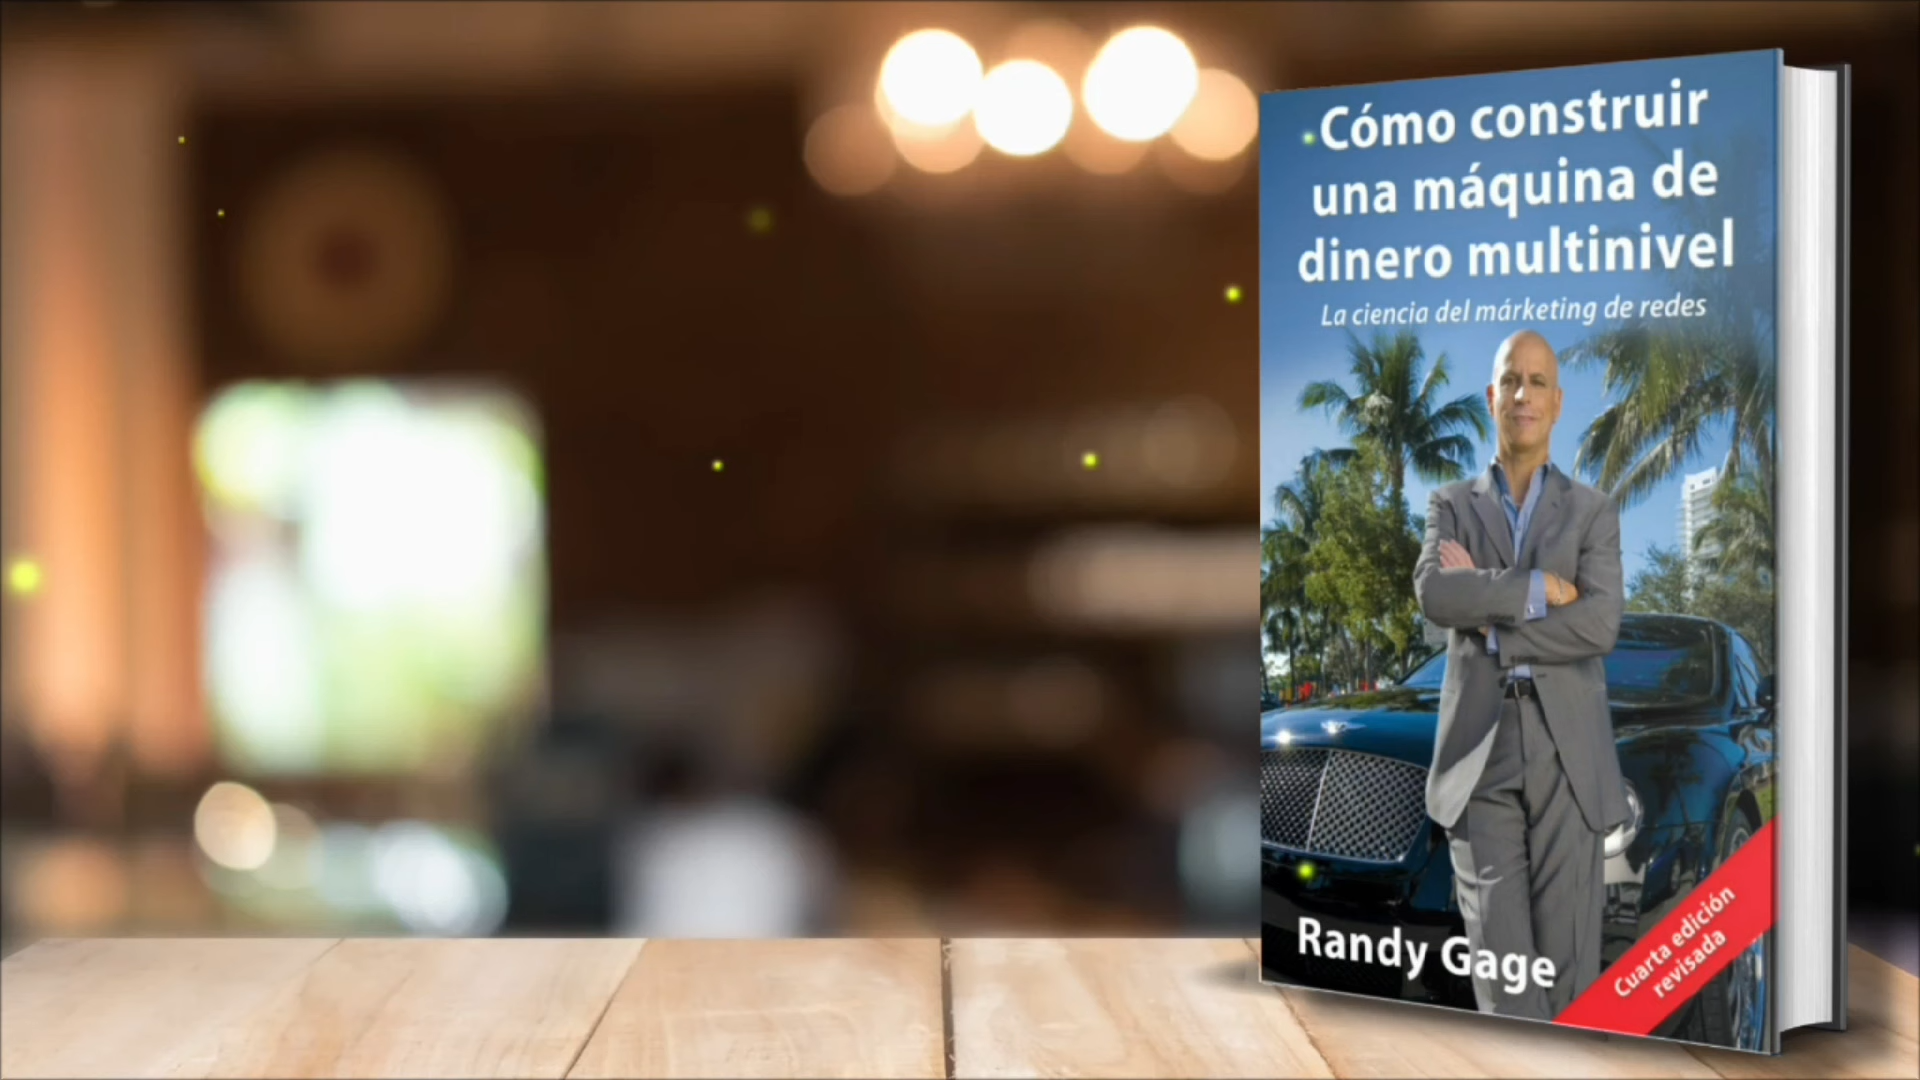 Cómo construir
una máquina de
dinero multinivel
La ciencia del márketing de redes
Randy Gage
Cuarta edición
revisada